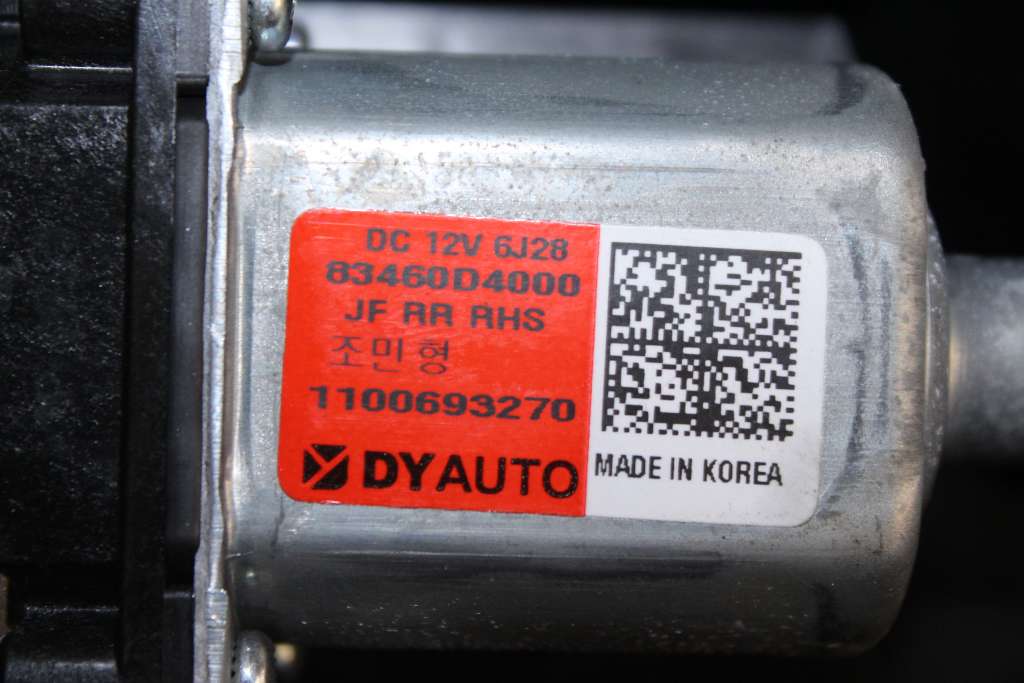 DC 12V 6J28
83460D4000
JF RR RHS
조민형
1100693270
DYAUTO
MADE IN KOREA